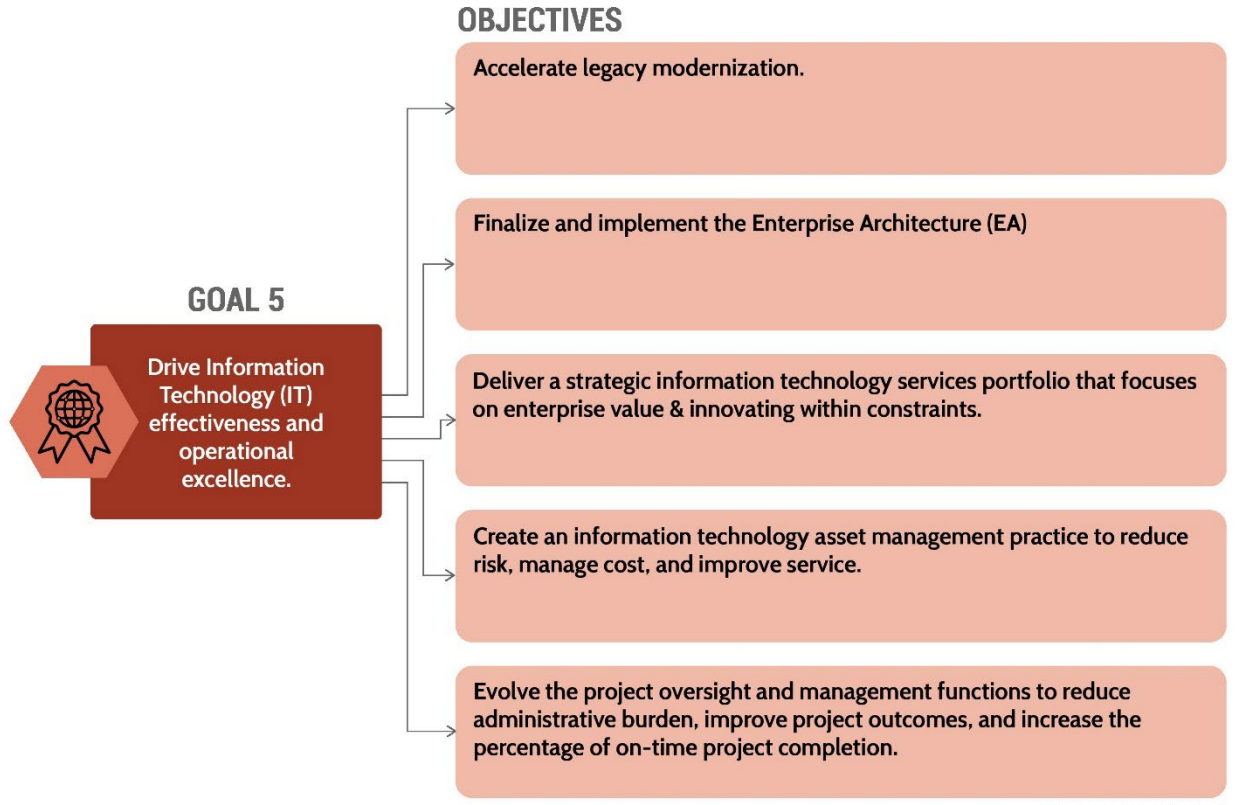 OBJECTIVES
Accelerate legacy modernization.
Finalize and implement the Enterprise Architecture (EA)
GOAL 5
Drive Information
Technology (IT)
effectiveness and
operational
excellence.
Deliver a strategic information technology services portfolio that focuses
on enterprise value & innovating within constraints.
Create an information technology asset management practice to reduce
risk, manage cost, and improve service.
Evolve the project oversight and management functions to reduce
administrative burden, improve project outcomes, and increase the
percentage of on-time project completion.